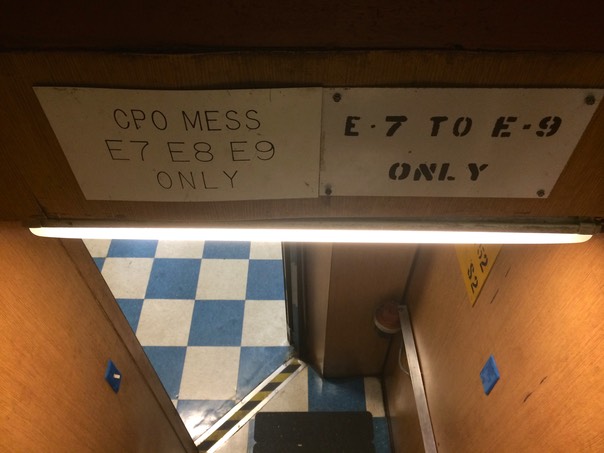 CPO MESS
E7 E8 E9
ONLY
E-7 TO E-9
ONLY